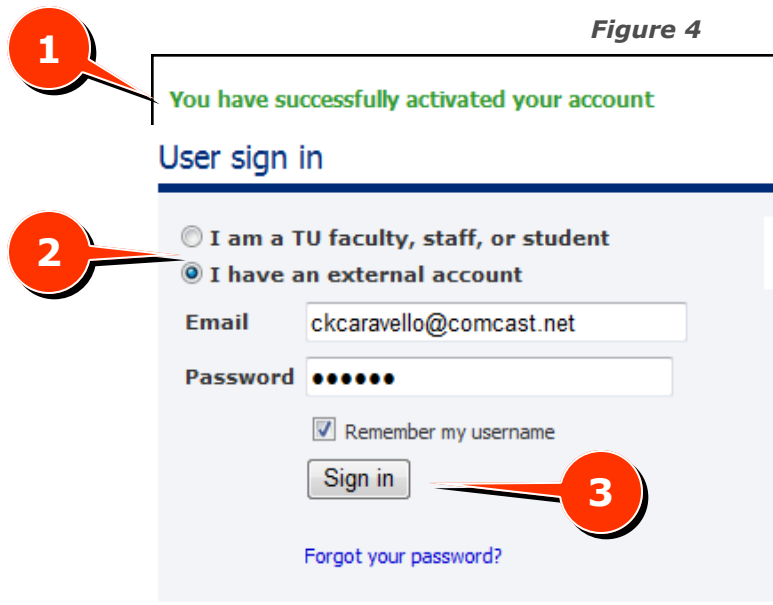 Figure 4
1
You have successfully activated your account
User sign in
2
I am a TU faculty, staff, or student
I have an external account
Email ckcaravello@comcast.net
Password ●●●●●●
Remember my username
Sign in
3
Forgot your password?